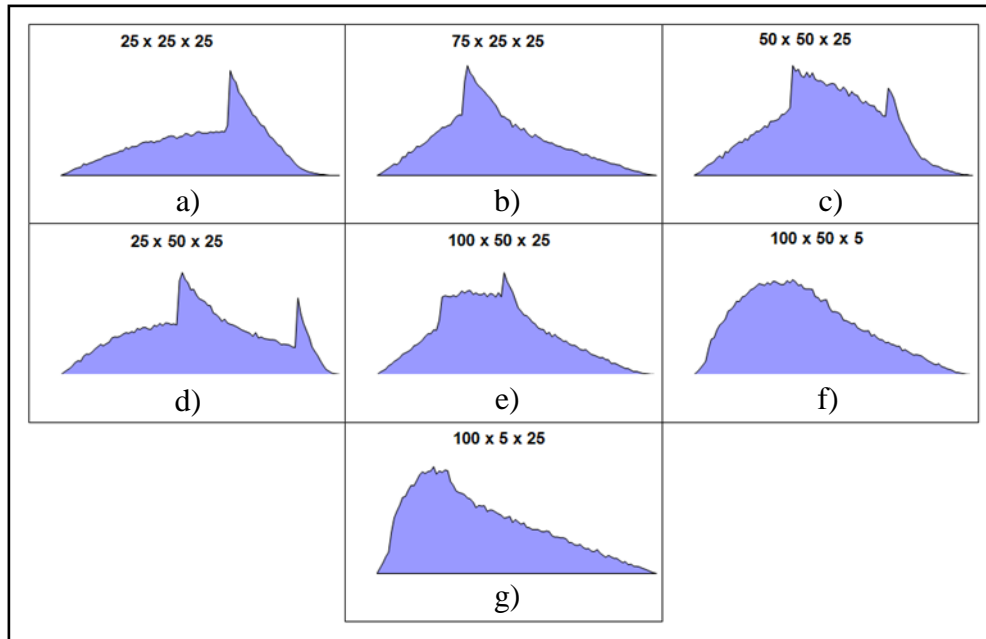 25 x 25 x 25
75 x 25 x 25
50 x 50 x 25
a)
b)
c)
25 x 50 x 25
100 x 50 x 25
100 x 50 x 5
d)
e)
f)
100 x 5 x 25
g)